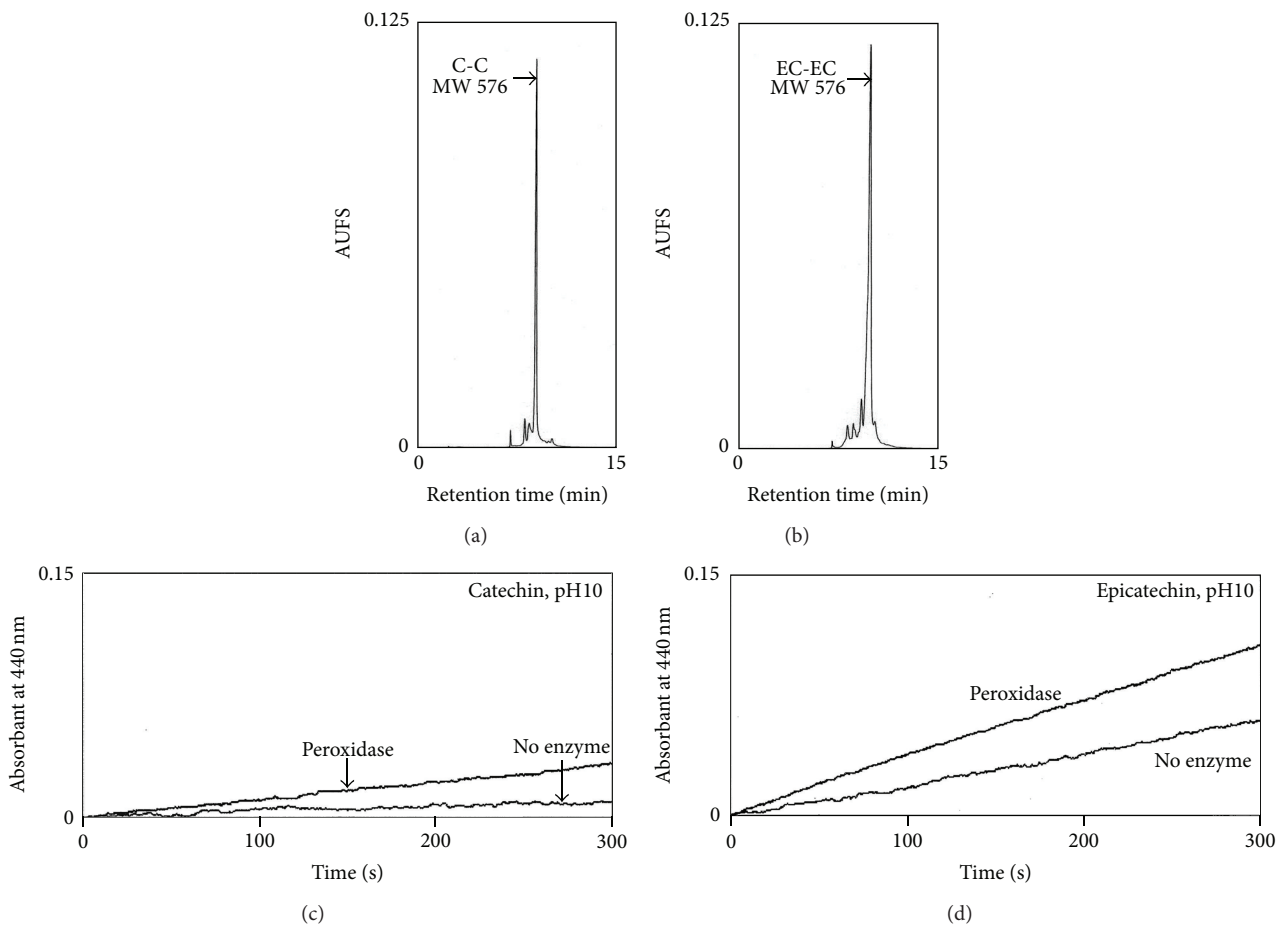 0.125
C-C
MW 576
AUFS
0
0
15
Retention time (min)
(a)
0.125
EC-EC
MW 576
AUFS
0
0
15
Retention time (min)
(b)
0.15
Catechin, pH10
Absorbant at 440 nm
Peroxidase
No enzyme
0
0
100
200
300
Time (s)
(c)
0.15
Epicatechin, pH10
Absorbant at 440 nm
Peroxidase
No enzyme
0
0
100
200
300
Time (s)
(d)